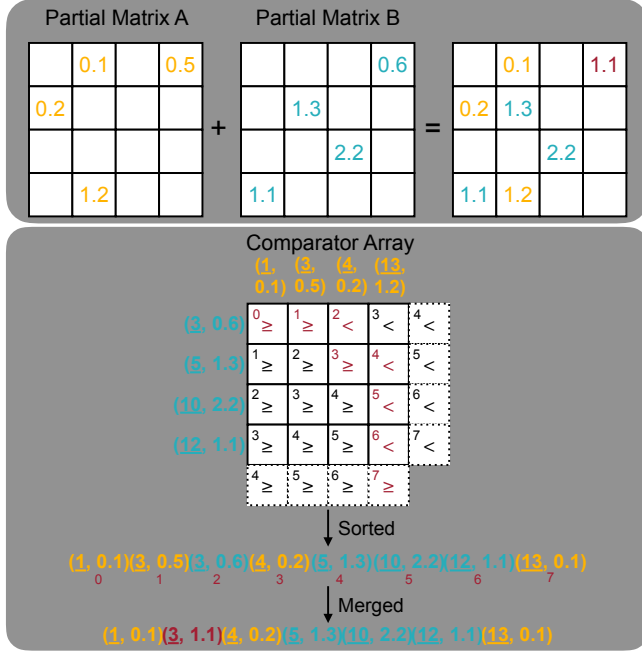 Partial Matrix A Partial Matrix B
0.1 0.5 0.6 0.1 1.1
0.2 + 1.3 = 0.2 1.3
2.2 2.2
1.2 1.1 1.1 1.2
Comparator Array
(1, (3, (4, (13,
0.1) 0.5) 0.2) 1.2)
(3, 0.6) 0 ≥ 1 ≥ 2 < 3 < 4 <
(5, 1.3) 1 ≥ 2 ≥ 3 ≥ 4 < 5 <
(10, 2.2) 2 ≥ 3 ≥ 4 ≥ 5 < 6 <
(12, 1.1) 3 ≥ 4 ≥ 5 ≥ 6 < 7 <
4 ≥ 5 ≥ 6 ≥ 7 ≥
Sorted
(1, 0.1)(3, 0.5)(3, 0.6)(4, 0.2)(5, 1.3)(10, 2.2)(12, 1.1)(13, 0.1)
0 1 2 3 4 5 6 7
Merged
(1, 0.1)(3, 1.1)(4, 0.2)(5, 1.3)(10, 2.2)(12, 1.1)(13, 0.1)